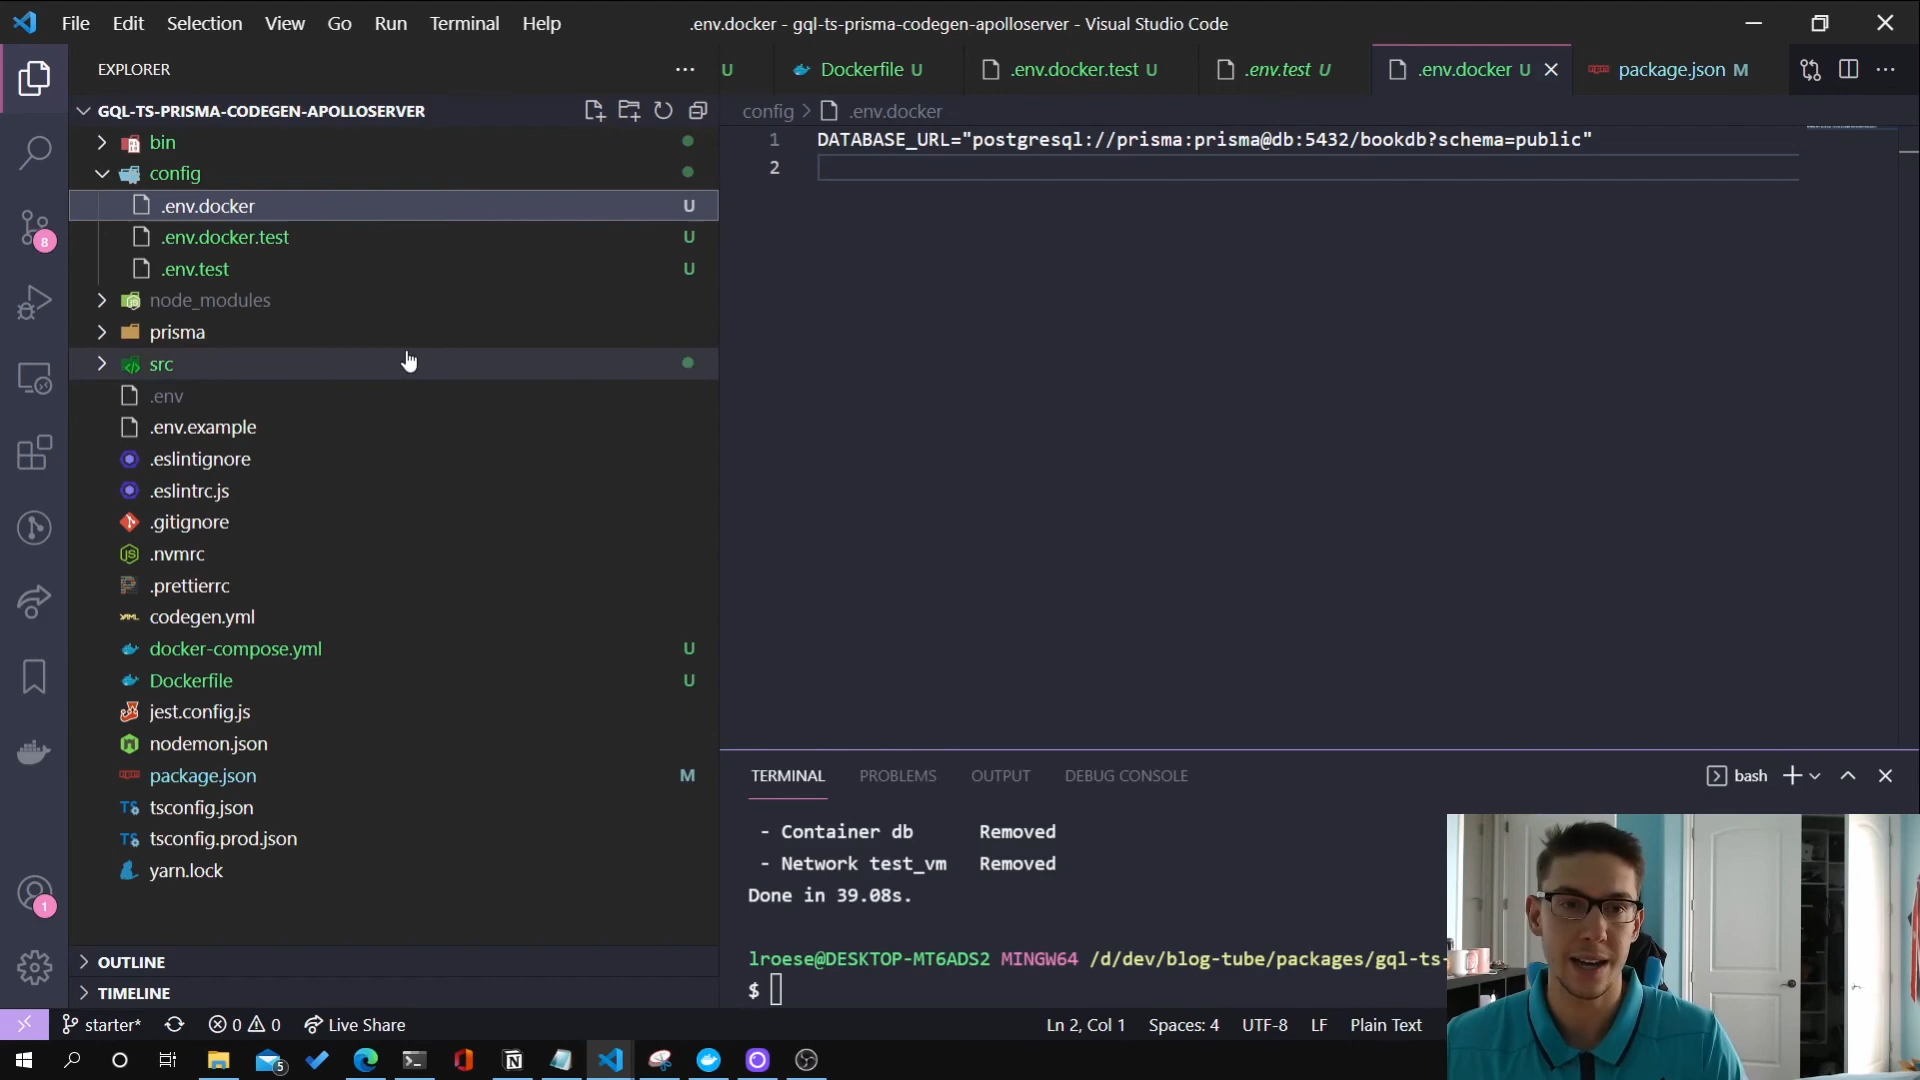 File Edit Selection View Go Run Terminal Help
.env.docker - gql-ts-prisma-codegen-apolloserver - Visual Studio Code
EXPLORER
U
Dockerfile U
.env.docker.test U
.env.test U
.env.docker U
package.json M
GQL-TS-PRISMA-CODEGEN-APOLLOSERVER
config
.env.docker
bin
config
.env.docker U
.env.docker.test U
.env.test U
node_modules
prisma
src
.env
.env.example
.eslintignore
.eslintrc.js
.gitignore
.nvmrc
.prettierrc
codegen.yml
docker-compose.yml U
Dockerfile U
jest.config.js
nodemon.json
package.json M
tsconfig.json
tsconfig.prod.json
yarn.lock
OUTLINE
TIMELINE
8
1
1 DATABASE_URL="postgresql://prisma:prisma@db:5432/bookdb?schema=public"
2
TERMINAL PROBLEMS OUTPUT DEBUG CONSOLE
bash
- Container db Removed
- Network test_vm Removed
Done in 39.08s.
lroese@DESKTOP-MT6ADS2 MINGW64 /d/dev/blog-tube/packages/gql-ts-
$
starter* 0 0 Live Share
Ln 2, Col 1 Spaces: 4 UTF-8 LF Plain Text
5